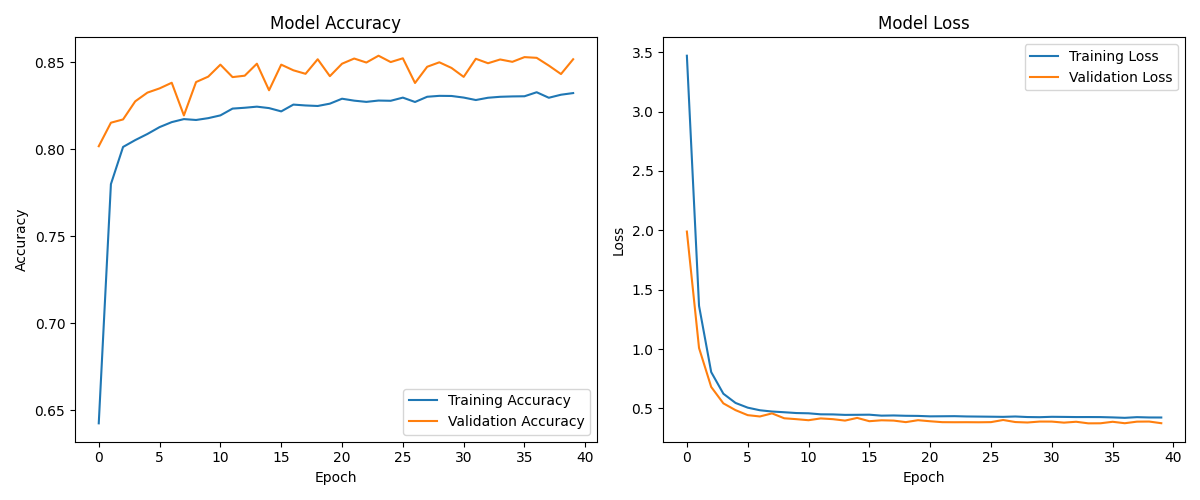 Model Accuracy
Accuracy
0.85
0.80
0.75
0.70
0.65
0 5 10 15 20 25 30 35 40
Epoch
Training Accuracy
Validation Accuracy
Model Loss
Loss
3.5
3.0
2.5
2.0
1.5
1.0
0.5
0 5 10 15 20 25 30 35 40
Epoch
Training Loss
Validation Loss